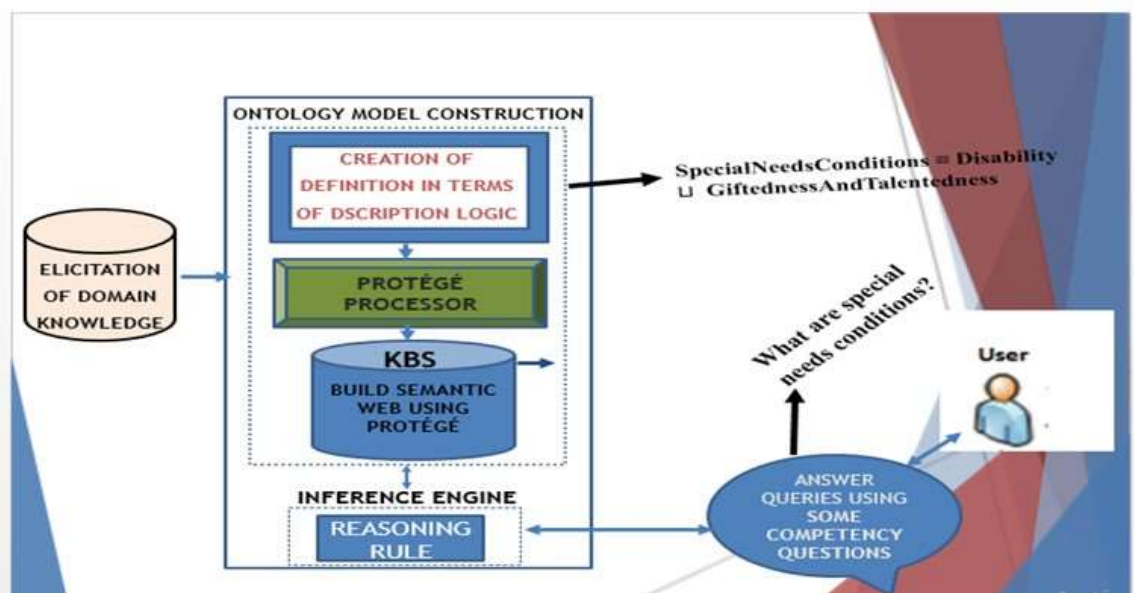 ONTOLOGY MODEL CONSTRUCTION
CREATION OF
DEFINITION IN TERMS
OF DSCRIPTION LOGIC
SpecialNeedsConditions ≡ Disability
⊔ GiftednessAndTalentedness
ELICITATION
OF DOMAIN
KNOWLEDGE
PROTÉGÉ
PROCESSOR
KBS
BUILD SEMANTIC
WEB USING
PROTÉGÉ
What are special
needs conditions?
User
INFERENCE ENGINE
REASONING
RULE
ANSWER
QUERIES USING
SOME
COMPETENCY
QUESTIONS